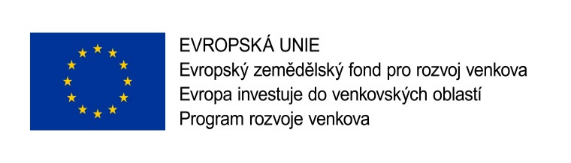 EVROPSKÁ UNIE
Evropský zemědělský fond pro rozvoj venkova
Evropa investuje do venkovských oblastí
Program rozvoje venkova